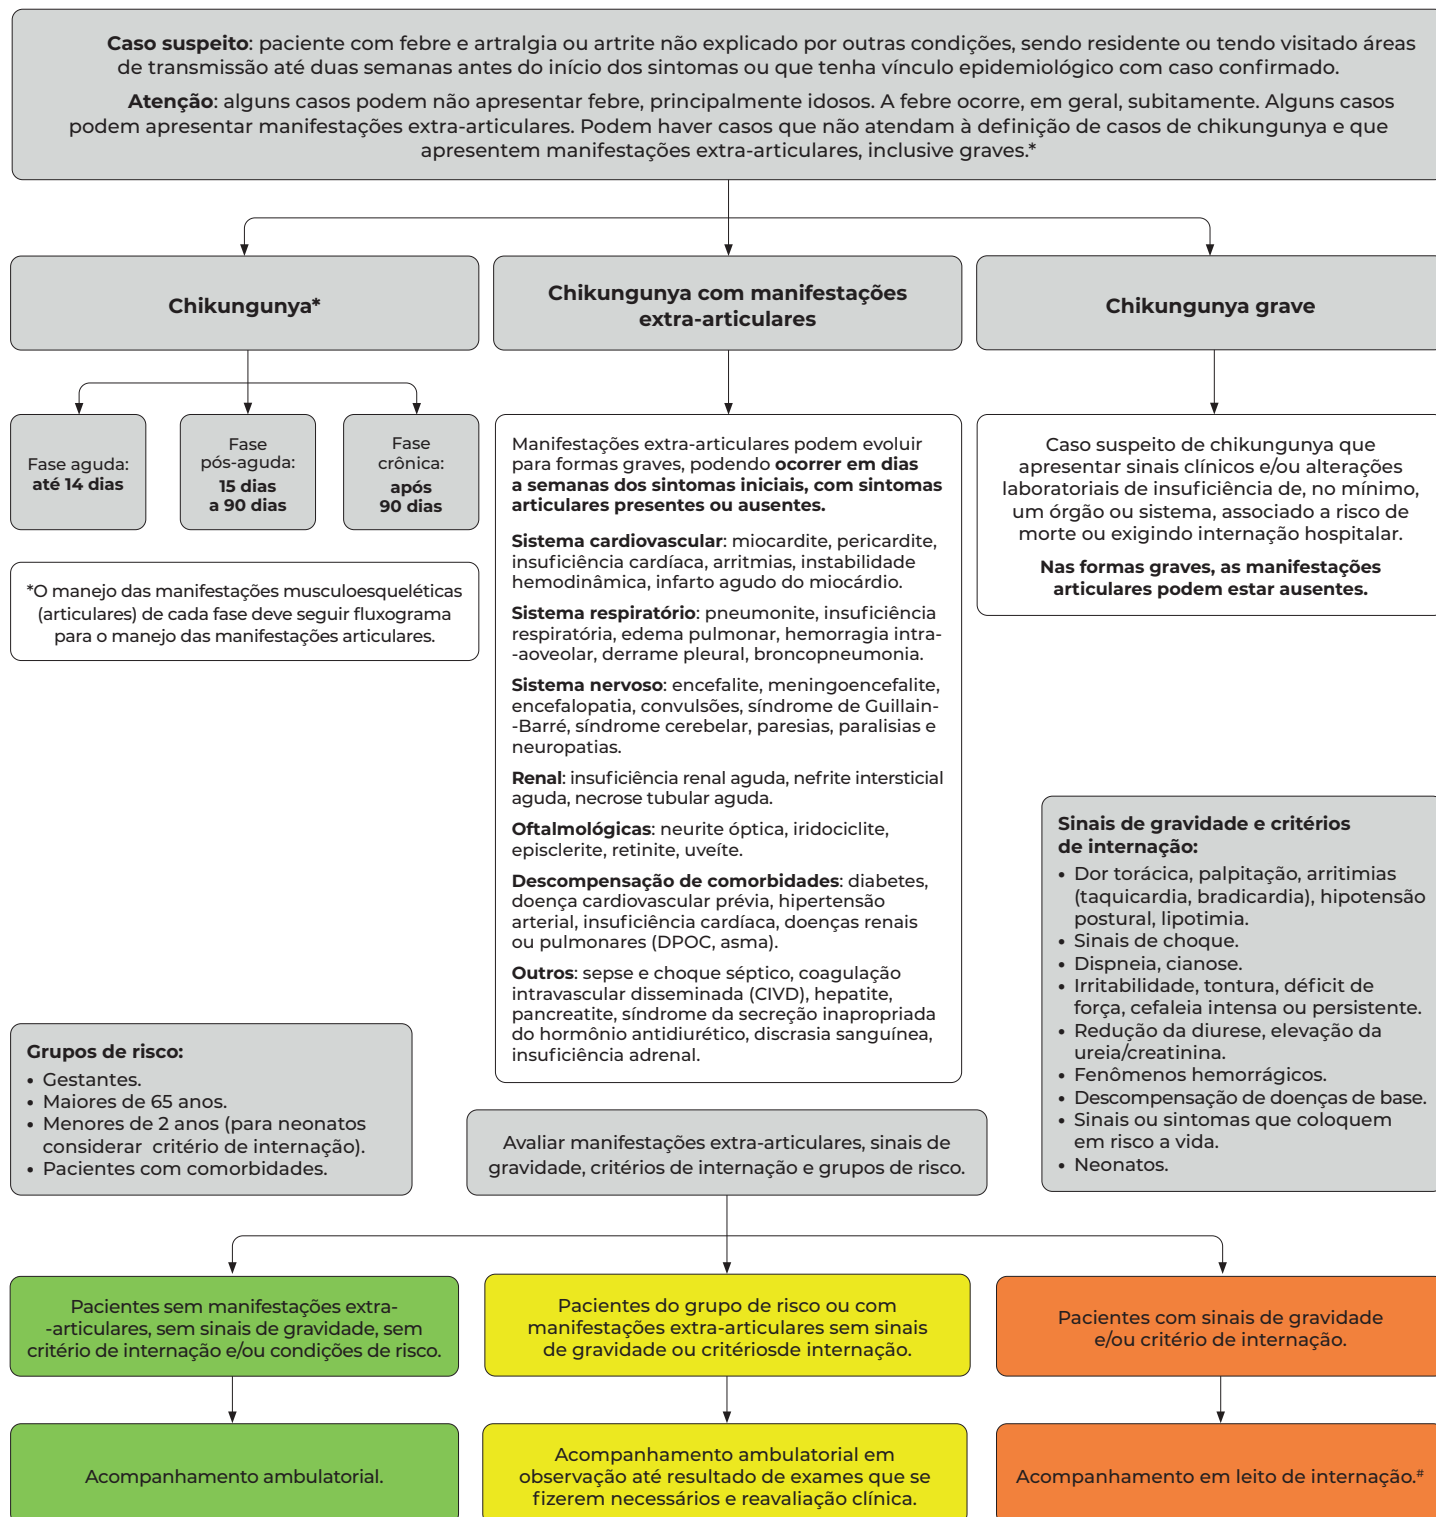 Caso suspeito: paciente com febre e artralgia ou artrite não explicado por outras condições, sendo residente ou tendo visitado áreas
de transmissão até duas semanas antes do início dos sintomas ou que tenha vínculo epidemiológico com caso confirmado.
Atenção: alguns casos podem não apresentar febre, principalmente idosos. A febre ocorre, em geral, subitamente. Alguns casos
podem apresentar manifestações extra-articulares. Podem haver casos que não atendam à definição de casos de chikungunya e que
apresentem manifestações extra-articulares, inclusive graves.*
Chikungunya*
Fase aguda:
até 14 dias
Fase
pós-aguda:
15 dias
a 90 dias
Fase
crônica:
após
90 dias
*O manejo das manifestações musculoesqueléticas
(articulares) de cada fase deve seguir fluxograma
para o manejo das manifestações articulares.
Chikungunya com manifestações
extra-articulares
Manifestações extra-articulares podem evoluir
para formas graves, podendo ocorrer em dias
a semanas dos sintomas iniciais, com sintomas
articulares presentes ou ausentes.
Sistema cardiovascular: miocardite, pericardite,
insuficiência cardíaca, arritmias, instabilidade
hemodinâmica, infarto agudo do miocárdio.
Sistema respiratório: pneumonite, insuficiência
respiratória, edema pulmonar, hemorragia intra-
-aoveolar, derrame pleural, broncopneumonia.
Sistema nervoso: encefalite, meningoencefalite,
encefalopatia, convulsões, síndrome de Guillain-
-Barré, síndrome cerebelar, paresias, paralisias e
neuropatias.
Renal: insuficiência renal aguda, nefrite intersticial
aguda, necrose tubular aguda.
Oftalmológicas: neurite óptica, iridociclite,
episclerite, retinite, uveíte.
Descompensação de comorbidades: diabetes,
doença cardiovascular prévia, hipertensão
arterial, insuficiência cardíaca, doenças renais
ou pulmonares (DPOC, asma).
Outros: sepse e choque séptico, coagulação
intravascular disseminada (CIVD), hepatite,
pancreatite, síndrome da secreção inapropriada
do hormônio antidiurético, discrasia sanguínea,
insuficiência adrenal.
Chikungunya grave
Caso suspeito de chikungunya que
apresentar sinais clínicos e/ou alterações
laboratoriais de insuficiência de, no mínimo,
um órgão ou sistema, associado a risco de
morte ou exigindo internação hospitalar.
Nas formas graves, as manifestações
articulares podem estar ausentes.
Sinais de gravidade e critérios
de internação:
• Dor torácica, palpitação, arritimias
(taquicardia, bradicardia), hipotensão
postural, lipotimia.
• Sinais de choque.
• Dispneia, cianose.
• Irritabilidade, tontura, déficit de
força, cefaleia intensa ou persistente.
• Redução da diurese, elevação da
ureia/creatinina.
• Fenômenos hemorrágicos.
• Descompensação de doenças de base.
• Sinais ou sintomas que coloquem
em risco a vida.
• Neonatos.
Grupos de risco:
• Gestantes.
• Maiores de 65 anos.
• Menores de 2 anos (para neonatos
considerar critério de internação).
• Pacientes com comorbidades.
Avaliar manifestações extra-articulares, sinais de
gravidade, critérios de internação e grupos de risco.
Pacientes sem manifestações extra-
-articulares, sem sinais de gravidade, sem
critério de internação e/ou condições de risco.
Acompanhamento ambulatorial.
Pacientes do grupo de risco ou com
manifestações extra-articulares sem sinais
de gravidade ou critériosde internação.
Acompanhamento ambulatorial em
observação até resultado de exames que se
fizerem necessários e reavaliação clínica.
Pacientes com sinais de gravidade
e/ou critério de internação.
Acompanhamento em leito de internação.#